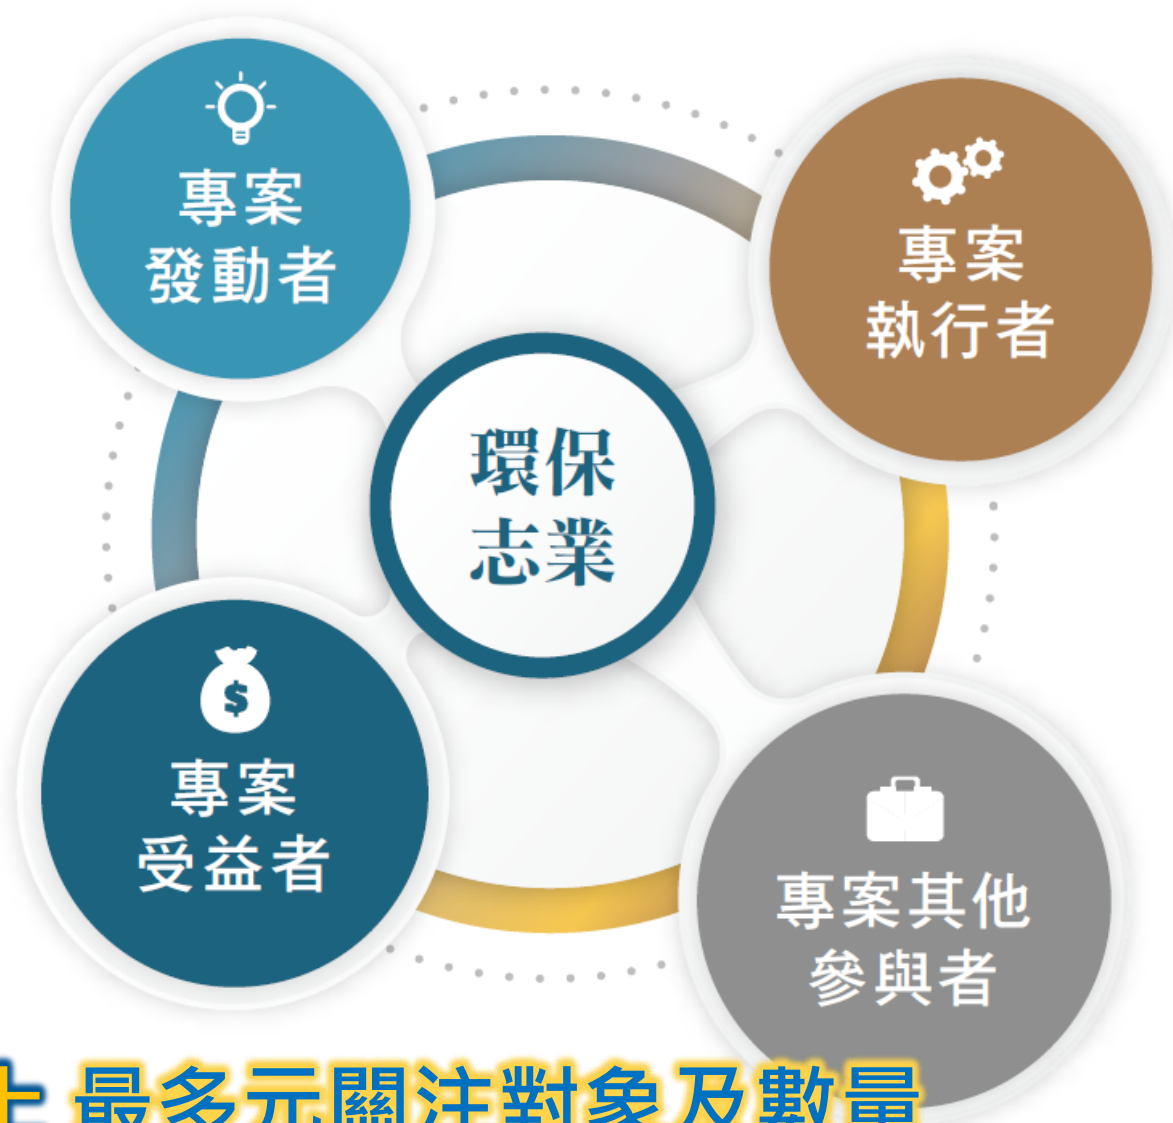 專案
發動者
專案
執行者
環保
志業
$
專案
受益者
專案其他
參與者
上 最多元關注對象及數量